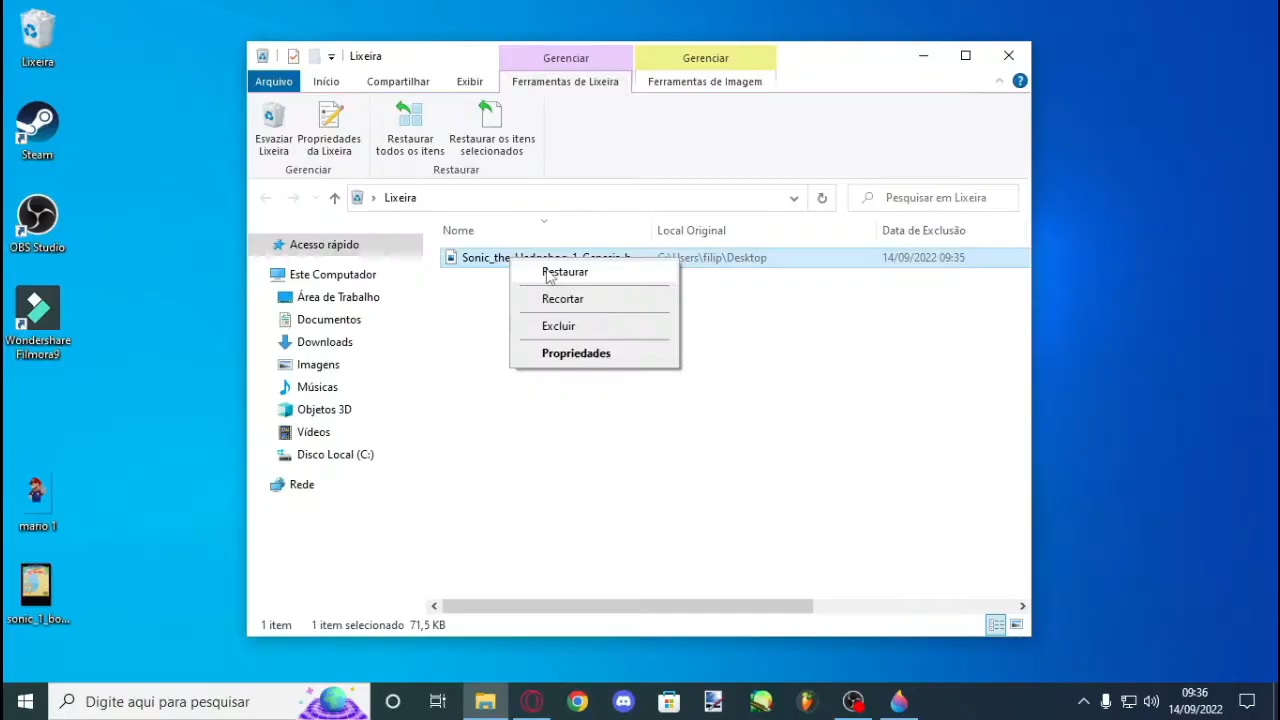 Lixeira
Steam
OBS Studio
Wondershare
Filmora9
mario 1
sonic_1_bo...
Lixeira
Gerenciar
Gerenciar
Arquivo
Início
Compartilhar
Exibir
Ferramentas de Lixeira
Ferramentas de Imagem
Esvaziar
Lixeira
Propriedades
da Lixeira
Restaurar
todos os itens
Restaurar os itens
selecionados
Gerenciar
Restaurar
Lixeira
Pesquisar em Lixeira
Nome
Local Original
Data de Exclusão
Sonic_the_Hedgehog_1_Genesis_b
C:\Users\filip\Desktop
14/09/2022 09:35
Restaurar
Recortar
Excluir
Propriedades
Acesso rápido
Este Computador
Área de Trabalho
Documentos
Downloads
Imagens
Músicas
Objetos 3D
Vídeos
Disco Local (C:)
Rede
1 item
1 item selecionado 71,5 KB
Digite aqui para pesquisar
09:36
14/09/2022